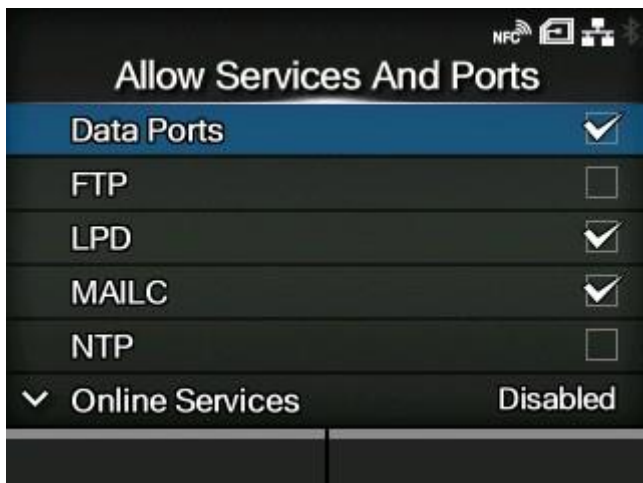 NFC
Allow Services And Ports
Data Ports
FTP
LPD
MAILC
NTP
Online Services Disabled